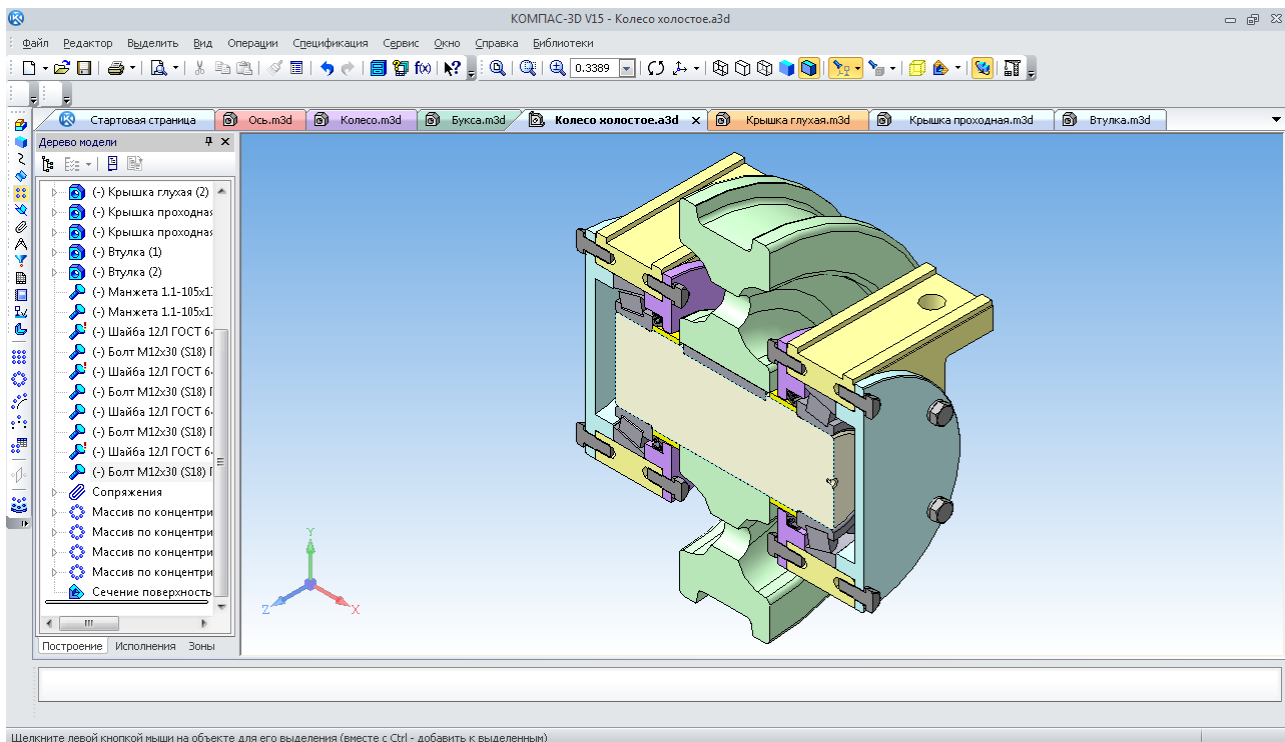 КОМПАС-3D V15 - Колесо холостое.a3d
Файл Редактор Выделить Вид Операции Спецификация Сервис Окно Справка Библиотеки
f(x) 0.3389
Стартовая страница Ось.m3d Колесо.m3d Букса.m3d Колесо холостое.a3d Крышка глухая.m3d Крышка проходная.m3d Втулка.m3d
Дерево модели
(-) Крышка глухая (2)
(-) Крышка проходная
(-) Крышка проходная
(-) Втулка (1)
(-) Втулка (2)
(-) Манжета 1.1-105x1
(-) Манжета 1.1-105x1
(-) Шайба 12Л ГОСТ 6
(-) Болт М12x30 (S18) Г
(-) Шайба 12Л ГОСТ 6
(-) Болт М12x30 (S18) Г
(-) Шайба 12Л ГОСТ 6
(-) Болт М12x30 (S18) Г
(-) Шайба 12Л ГОСТ 6
(-) Болт М12x30 (S18) Г
Сопряжения
Массив по концентри
Массив по концентри
Массив по концентри
Массив по концентри
Сечение поверхность
Построение Исполнения Зоны
Y
Z X
Щелкните левой кнопкой мыши на объекте для его выделения (вместе с Ctrl - добавить к выделенным)